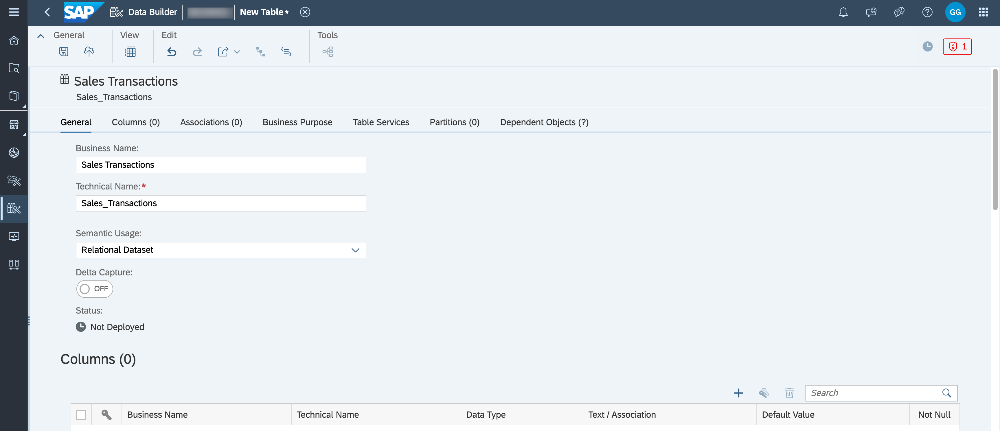 SAP Data Builder New Table* GG
General View Edit Tools
1
Sales Transactions
Sales_Transactions
General Columns (0) Associations (0) Business Purpose Table Services Partitions (0) Dependent Objects (?)
Business Name:
Sales Transactions
Technical Name:*
Sales_Transactions
Semantic Usage:
Relational Dataset
Delta Capture:
OFF
Status:
Not Deployed
Columns (0)
Search
Business Name Technical Name Data Type Text / Association Default Value Not Null